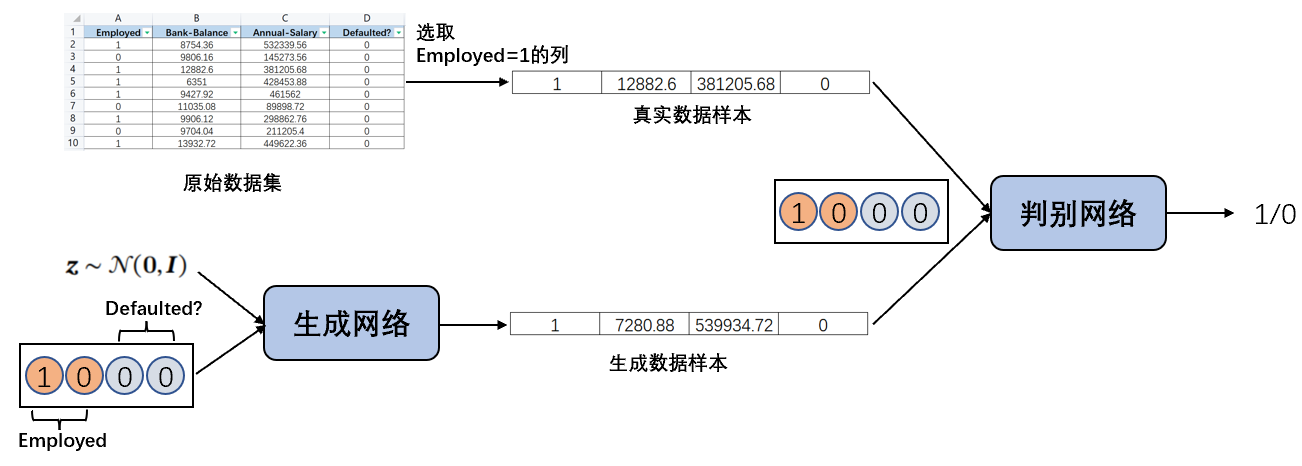 A B C D
1 Employed Bank-Balance Annual-Salary Defaulted?
2 1 8754.36 532339.56 0
3 0 9806.16 145273.56 0
4 1 12882.6 381205.68 0
5 1 6351 428453.88 0
6 1 9427.92 461562 0
7 0 11035.08 89898.72 0
8 1 9906.12 298862.76 0
9 0 9704.04 211205.4 0
10 1 13932.72 449622.36 0
原始数据集
选取
Employed=1的列
1 12882.6 381205.68 0
真实数据样本
1 0 0 0
判别网络
1/0
z ~ N(0, I)
Defaulted?
1 0 0 0
Employed
生成网络
1 7280.88 539934.72 0
生成数据样本